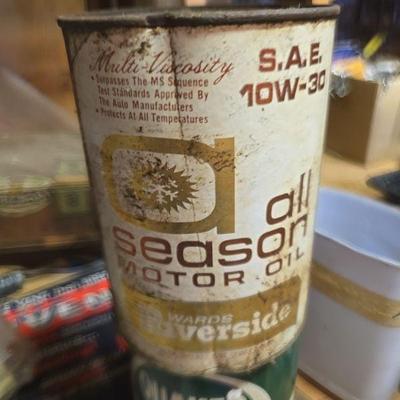 Multi-Viscosity
• Surpasses The MS Sequence
Test Standards Approved By
The Auto Manufacturers
• Protects At All Temperatures
S.A.E.
10W-30
a
all
season
MOTOR OIL
WARDS
Riverside
QUAKER